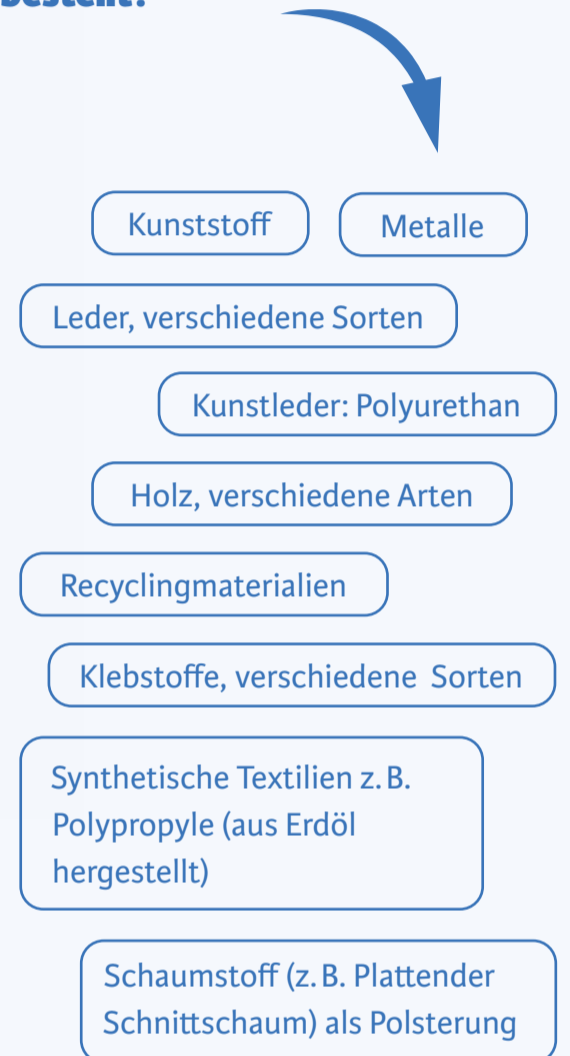 besteht?
Kunststoff
Metalle
Leder, verschiedene Sorten
Kunstleder: Polyurethan
Holz, verschiedene Arten
Recyclingmaterialien
Klebstoffe, verschiedene Sorten
Synthetische Textilien z. B.
Polypropyle (aus Erdöl
hergestellt)
Schaumstoff (z. B. Plattender
Schnittschaum) als Polsterung